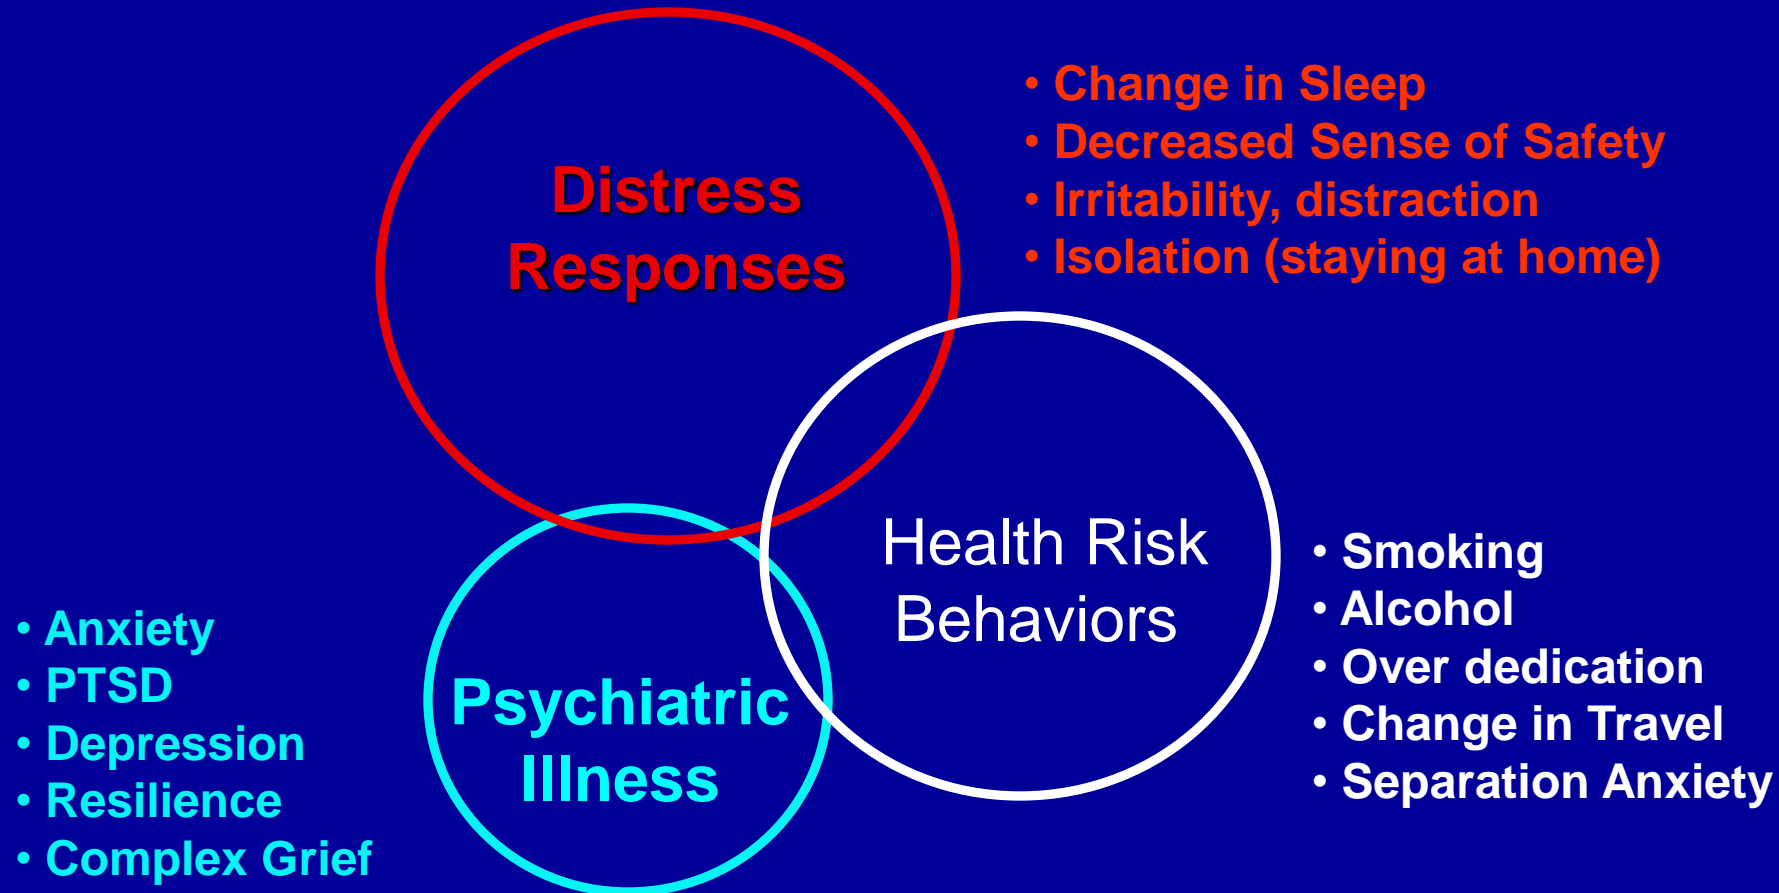 Distress
Responses
• Change in Sleep
• Decreased Sense of Safety
• Irritability, distraction
• Isolation (staying at home)
Health Risk
Behaviors
• Smoking
• Alcohol
• Over dedication
• Change in Travel
• Separation Anxiety
Psychiatric
Illness
• Anxiety
• PTSD
• Depression
• Resilience
• Complex Grief